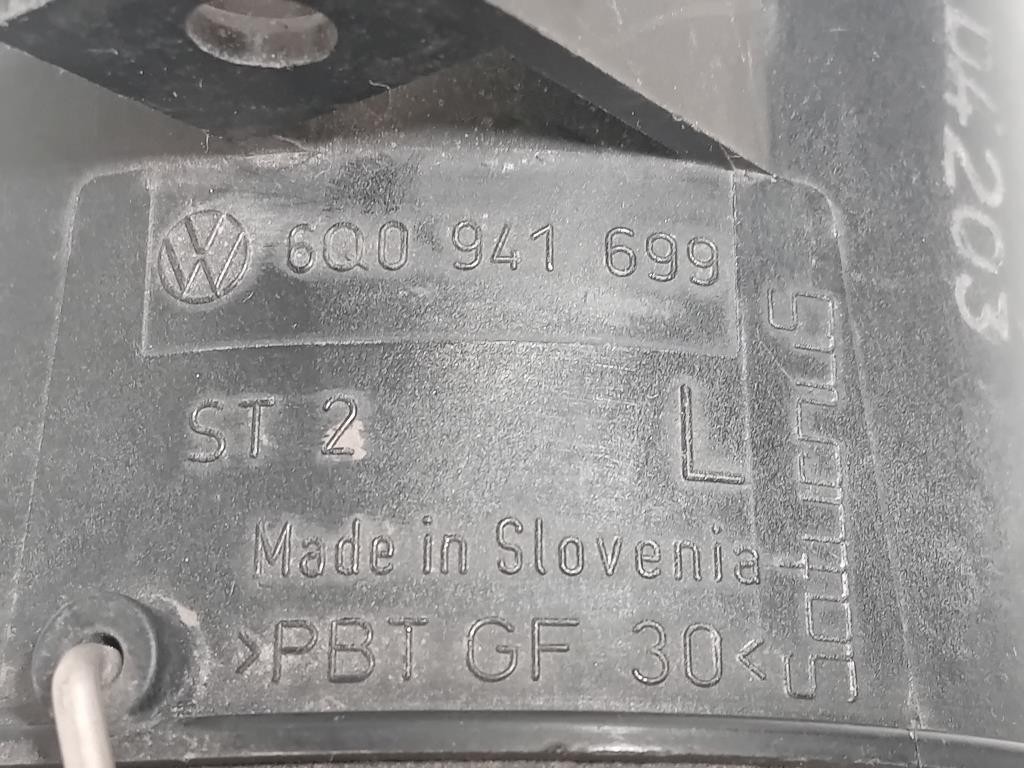 6Q0 941 699
ST 2 L
Made in Slovenia
>PBT GF 30<
saturnus
04203